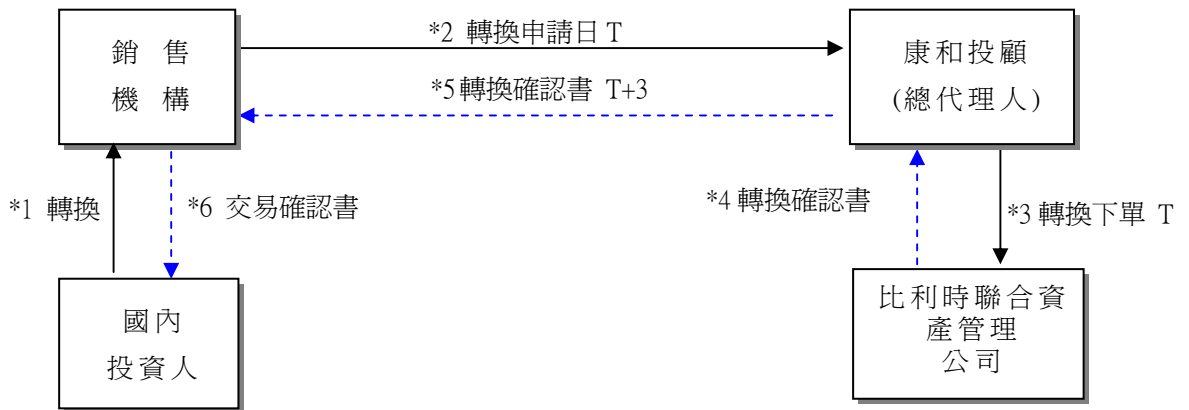 銷 售
機 構
*2 轉換申請日 T
*5 轉換確認書 T+3
康和投顧
(總代理人)
*1 轉換
*6 交易確認書
*4 轉換確認書
*3 轉換下單 T
國內
投資人
比利時聯合資
產管理
公司